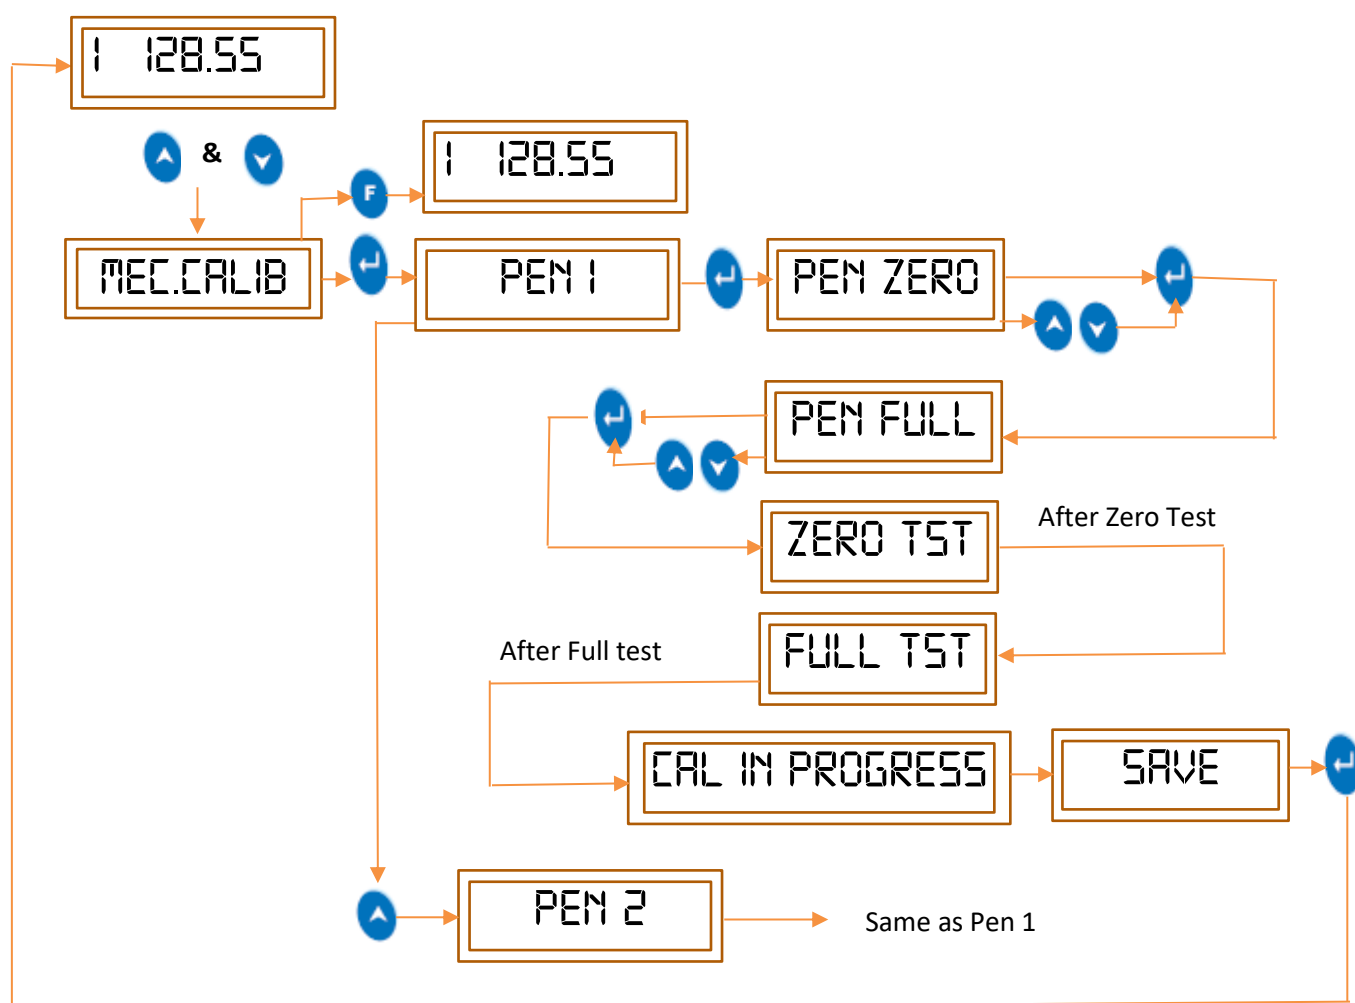 1 128.55
&
1 128.55
F
MEC.CALIB
PEN 1
PEN ZERO
PEN FULL
ZERO TST
After Zero Test
FULL TST
After Full test
CAL IN PROGRESS
SAVE
PEN 2
Same as Pen 1